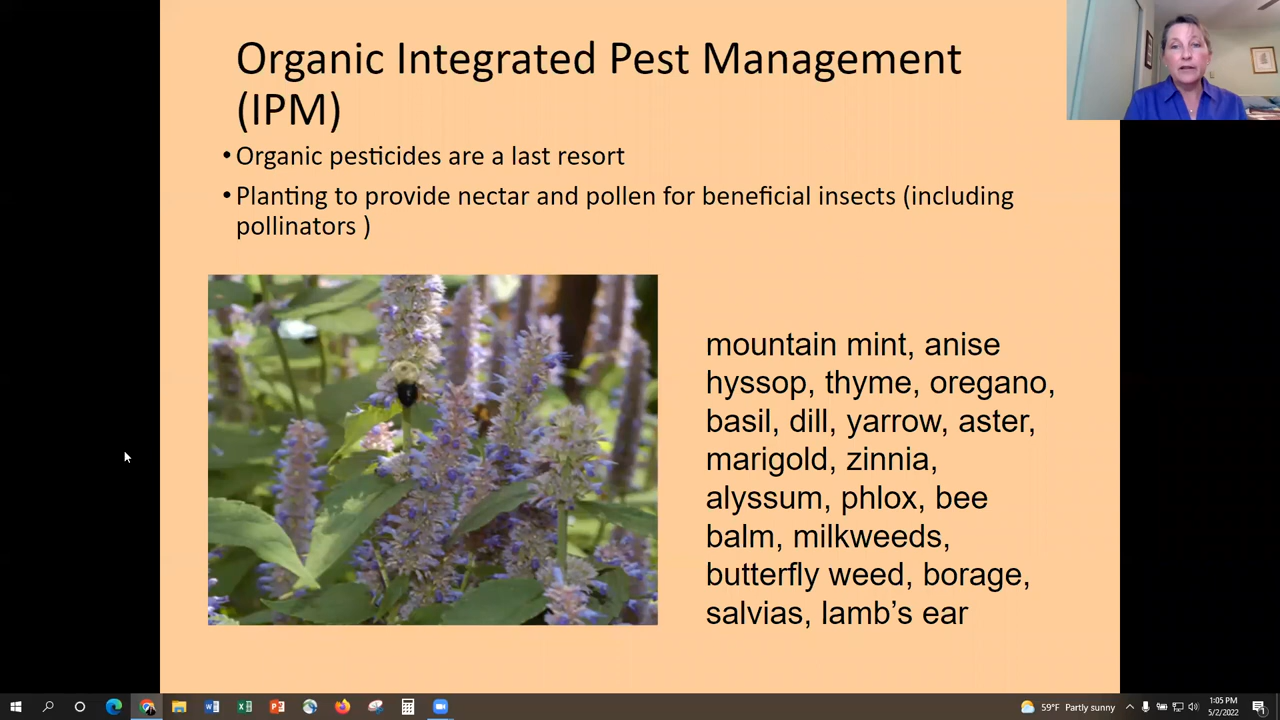 Organic Integrated Pest Management
(IPM)
•Organic pesticides are a last resort
•Planting to provide nectar and pollen for beneficial insects (including
pollinators )
mountain mint, anise
hyssop, thyme, oregano,
basil, dill, yarrow, aster,
marigold, zinnia,
alyssum, phlox, bee
balm, milkweeds,
butterfly weed, borage,
salvias, lamb’s ear
59°F Partly sunny
1:05 PM
5/2/2022